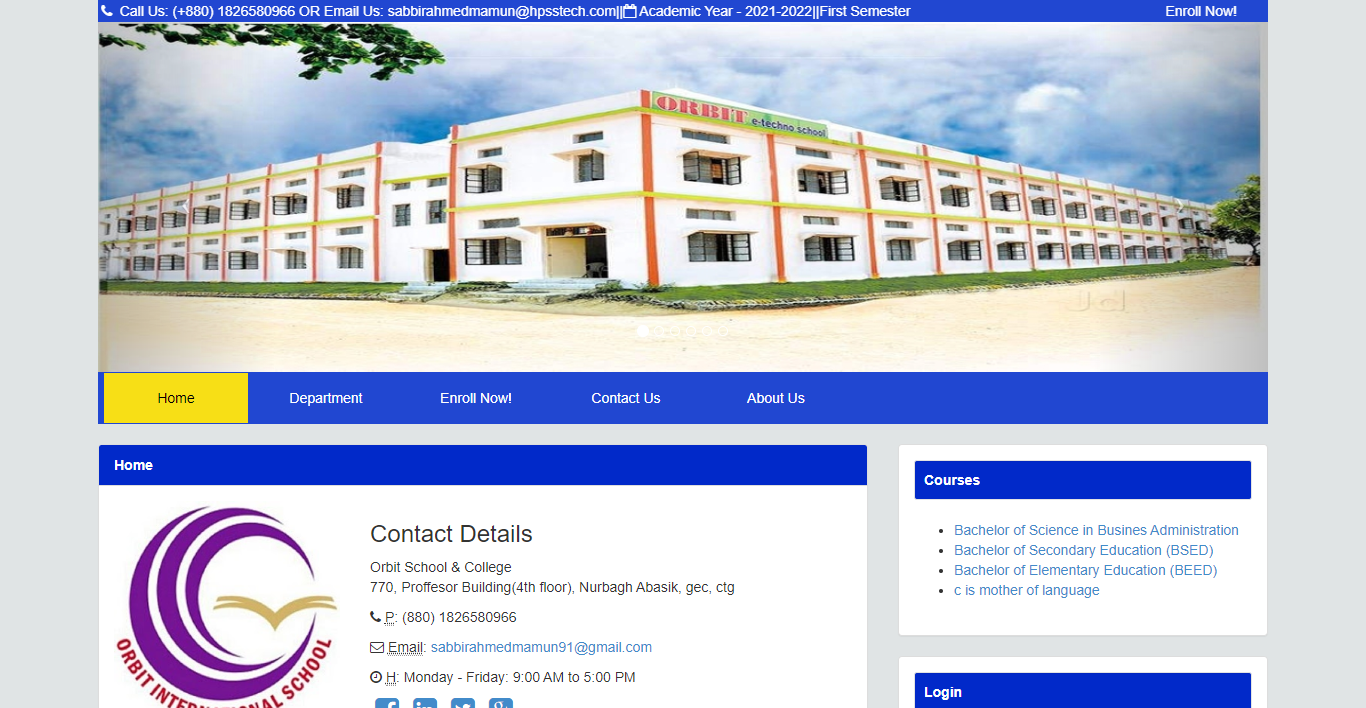 Call Us: (+880) 1826580966 OR Email Us: sabbirahmedmamun@hpsstech.com||Academic Year - 2021-2022||First Semester
Enroll Now!
ORBIT
e-techno school
Home
Department
Enroll Now!
Contact Us
About Us
Home
ORBIT INTERNATIONAL SCHOOL
Contact Details
Orbit School & College
770, Proffesor Building(4th floor), Nurbagh Abasik, gec, ctg
P: (880) 1826580966
Email: sabbirahmedmamun91@gmail.com
H: Monday - Friday: 9:00 AM to 5:00 PM
Courses
Bachelor of Science in Busines Administration
Bachelor of Secondary Education (BSED)
Bachelor of Elementary Education (BEED)
c is mother of language
Login